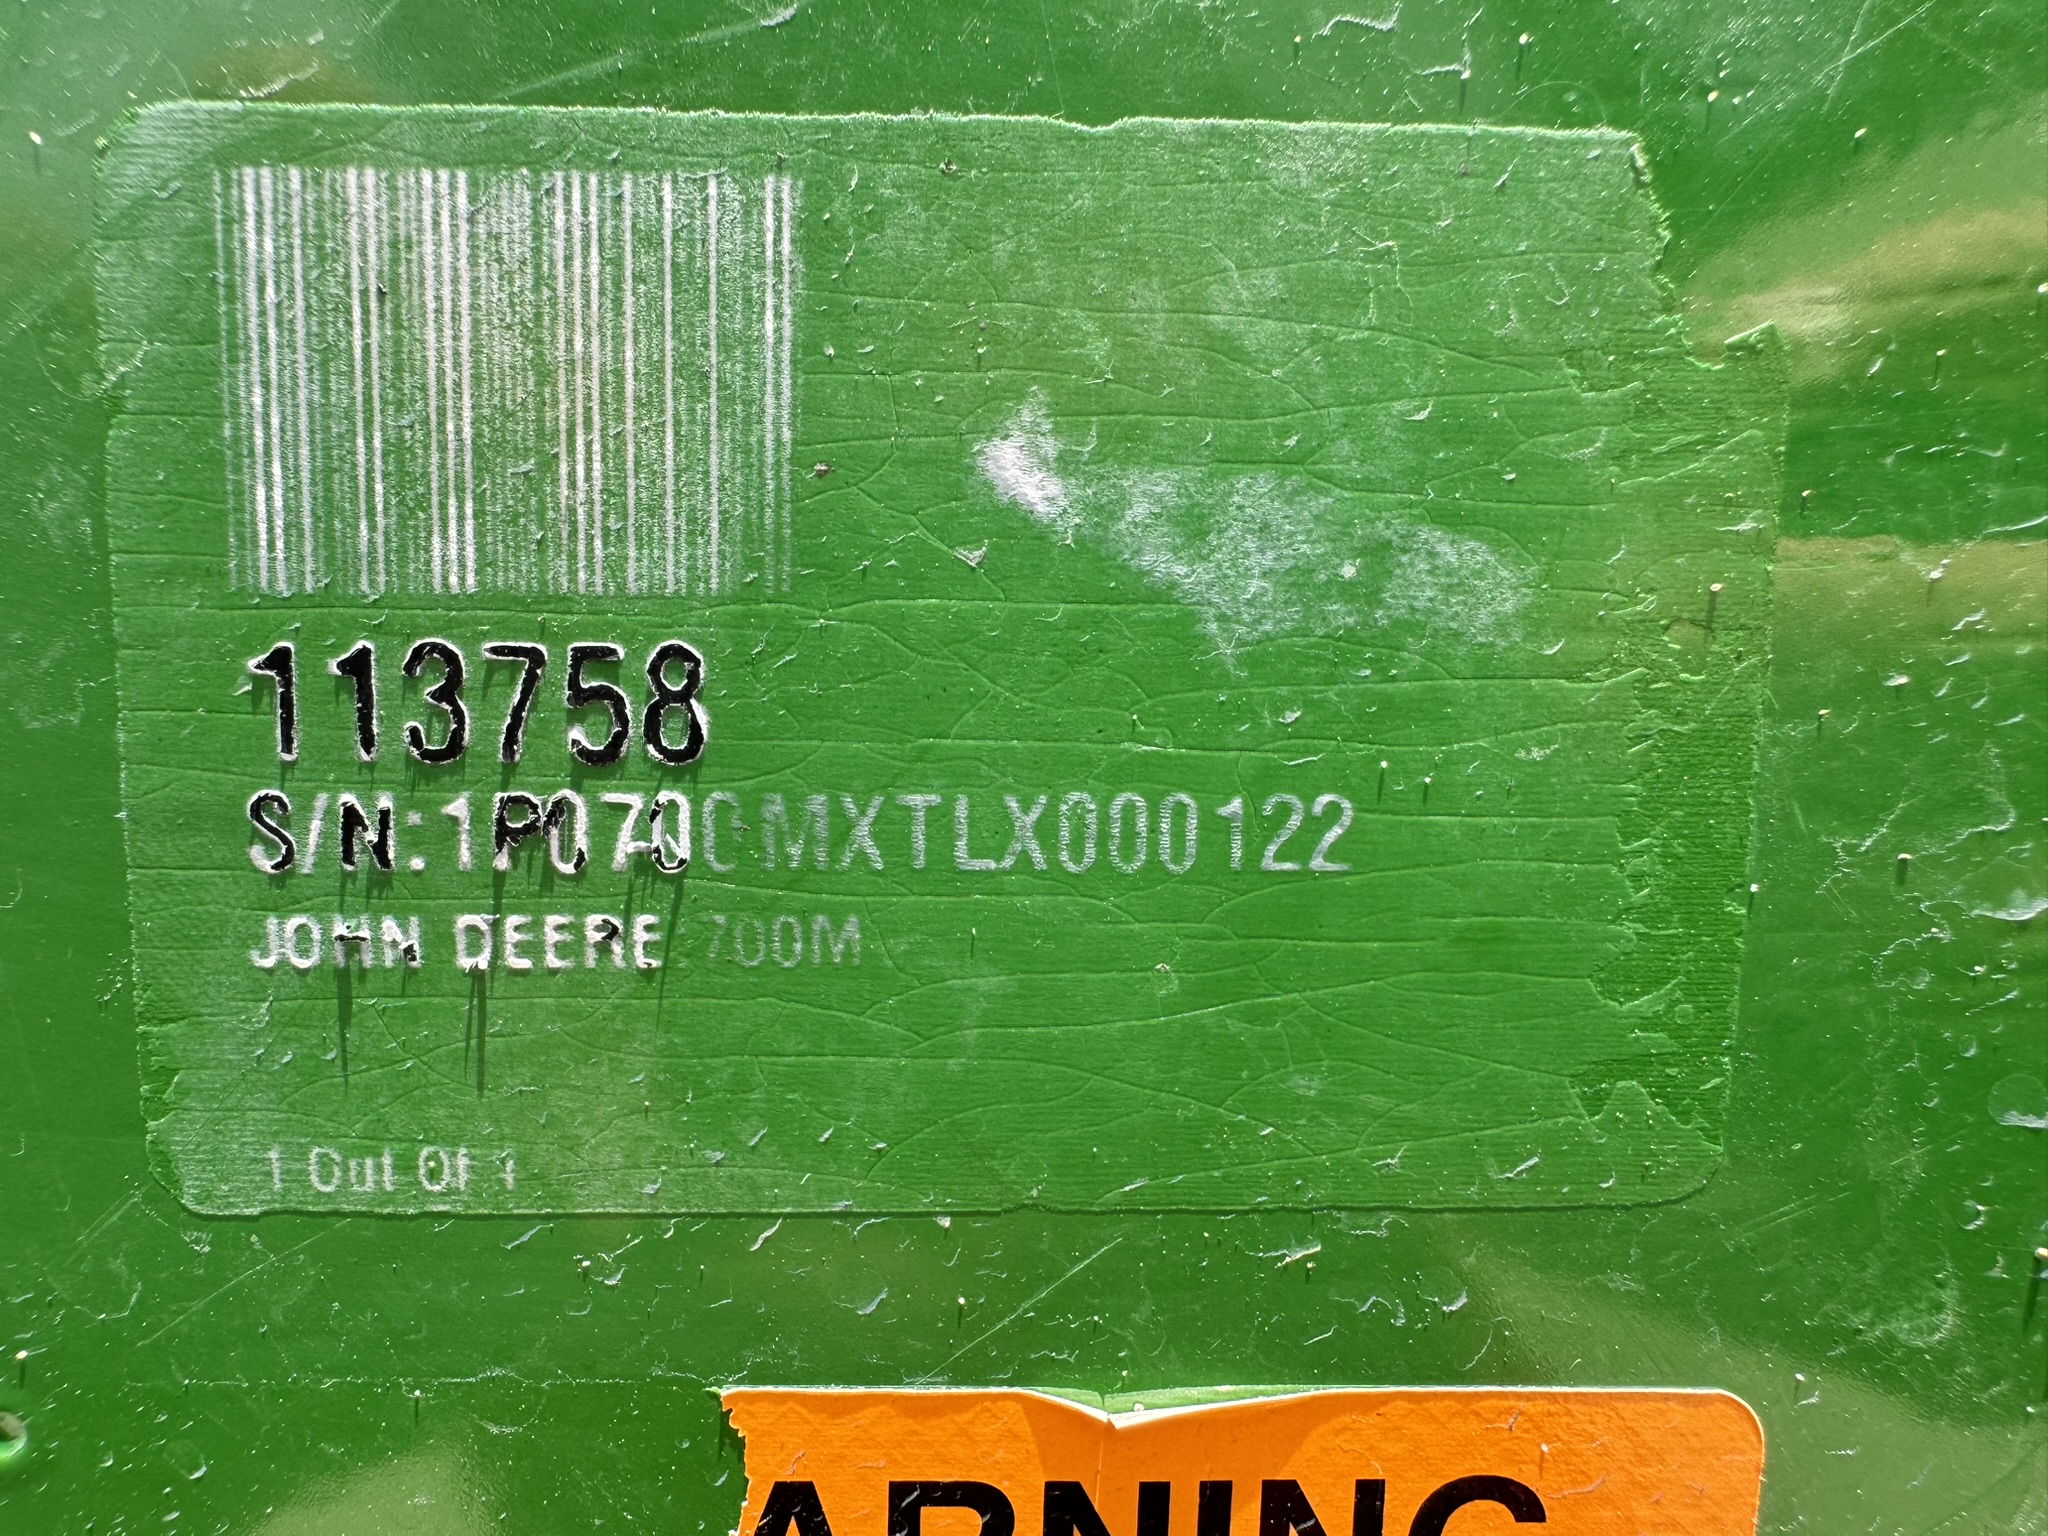 113758
S/N:1P0700MXTLX000122
JOHN DEERE 700M
1 Out Of 1
ARNING